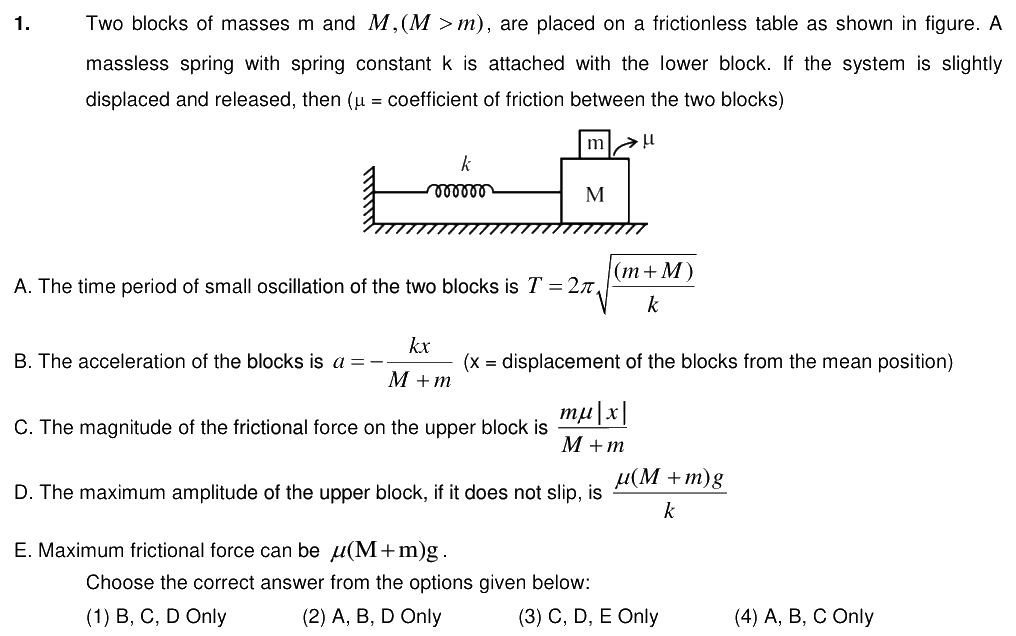 1. Two blocks of masses m and M, (M > m), are placed on a frictionless table as shown in figure. A
massless spring with spring constant k is attached with the lower block. If the system is slightly
displaced and released, then (μ = coefficient of friction between the two blocks)
m μ
k
M
A. The time period of small oscillation of the two blocks is T = 2π√((m + M)/k)
B. The acceleration of the blocks is a = −kx/(M + m) (x = displacement of the blocks from the mean position)
C. The magnitude of the frictional force on the upper block is mμ|x|/(M + m)
D. The maximum amplitude of the upper block, if it does not slip, is μ(M + m)g/k
E. Maximum frictional force can be μ(M+m)g.
Choose the correct answer from the options given below:
(1) B, C, D Only (2) A, B, D Only (3) C, D, E Only (4) A, B, C Only